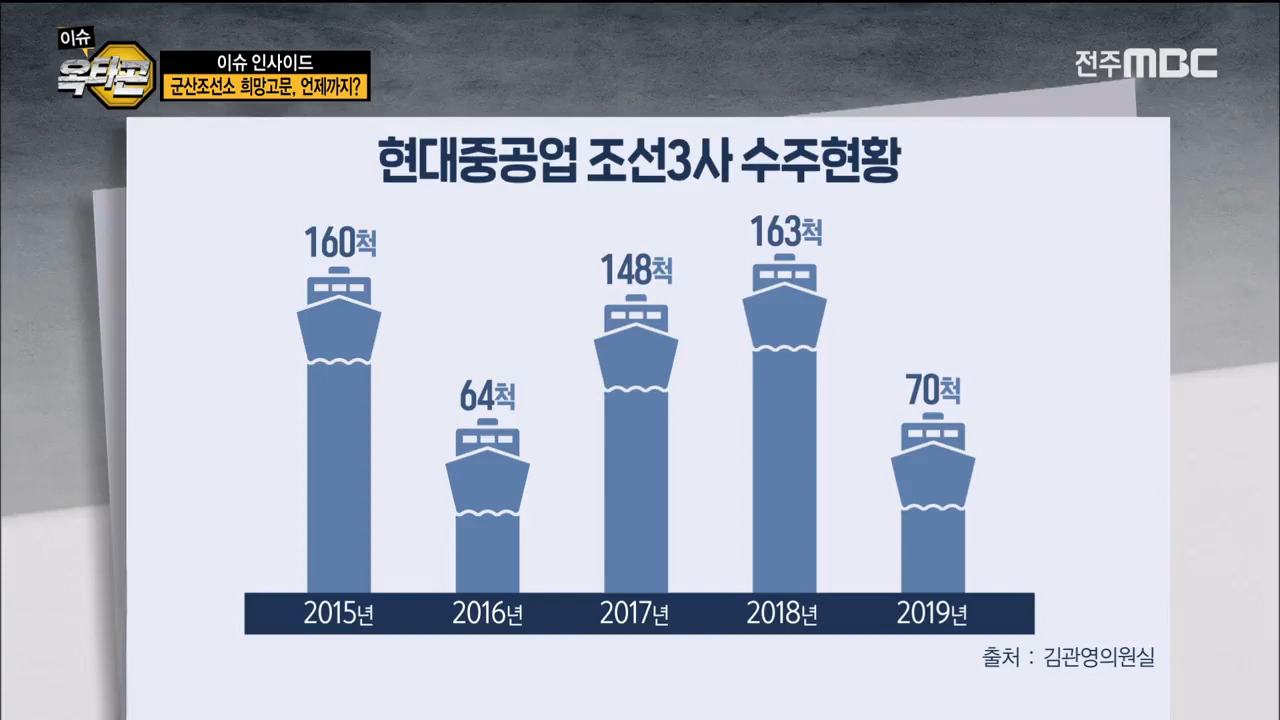 이슈
옥타곤
이슈 인사이드
군산조선소 희망고문, 언제까지?
전주MBC
현대중공업 조선3사 수주현황
160척
64척
148척
163척
70척
2015년
2016년
2017년
2018년
2019년
출처 : 김관영의원실